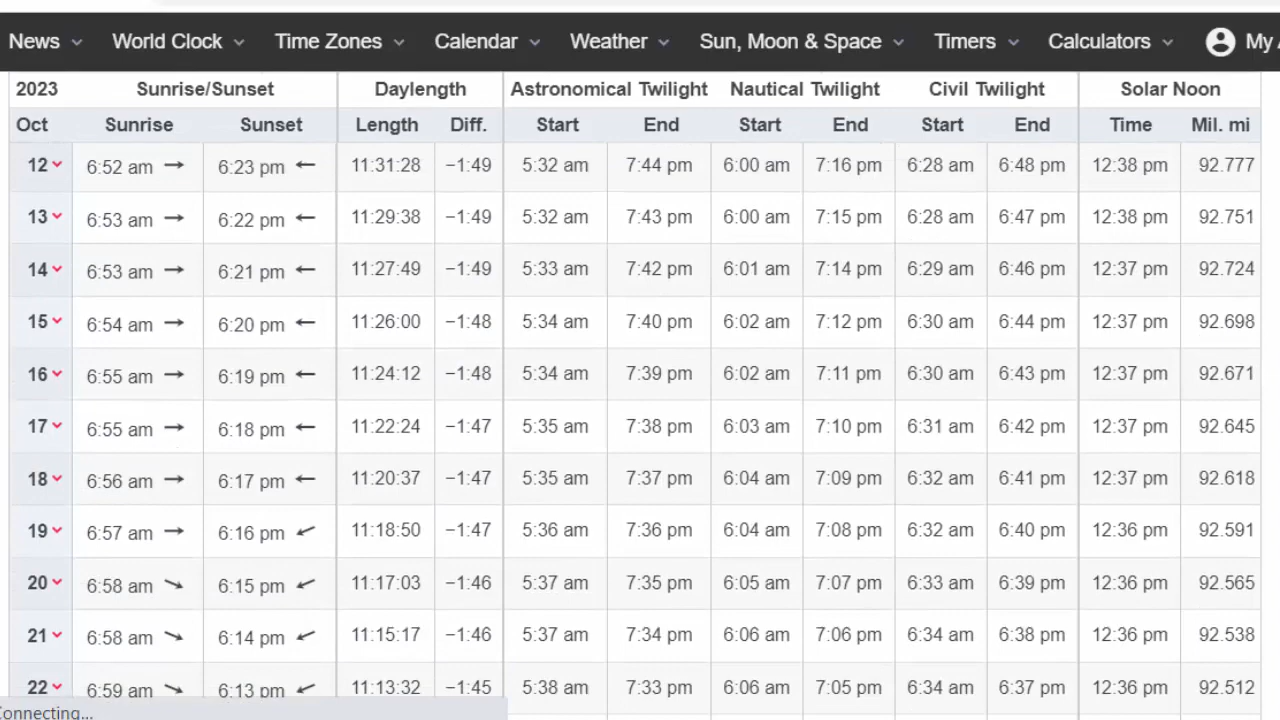 News World Clock Time Zones Calendar Weather Sun, Moon & Space Timers Calculators My
2023 Sunrise/Sunset Daylength Astronomical Twilight Nautical Twilight Civil Twilight Solar Noon
Oct Sunrise Sunset Length Diff. Start End Start End Start End Time Mil. mi
12 6:52 am → 6:23 pm ← 11:31:28 −1:49 5:32 am 7:44 pm 6:00 am 7:16 pm 6:28 am 6:48 pm 12:38 pm 92.777
13 6:53 am → 6:22 pm ← 11:29:38 −1:49 5:32 am 7:43 pm 6:00 am 7:15 pm 6:28 am 6:47 pm 12:38 pm 92.751
14 6:53 am → 6:21 pm ← 11:27:49 −1:49 5:33 am 7:42 pm 6:01 am 7:14 pm 6:29 am 6:46 pm 12:37 pm 92.724
15 6:54 am → 6:20 pm ← 11:26:00 −1:48 5:34 am 7:40 pm 6:02 am 7:12 pm 6:30 am 6:44 pm 12:37 pm 92.698
16 6:55 am → 6:19 pm ← 11:24:12 −1:48 5:34 am 7:39 pm 6:02 am 7:11 pm 6:30 am 6:43 pm 12:37 pm 92.671
17 6:55 am → 6:18 pm ← 11:22:24 −1:47 5:35 am 7:38 pm 6:03 am 7:10 pm 6:31 am 6:42 pm 12:37 pm 92.645
18 6:56 am → 6:17 pm ← 11:20:37 −1:47 5:35 am 7:37 pm 6:04 am 7:09 pm 6:32 am 6:41 pm 12:37 pm 92.618
19 6:57 am → 6:16 pm ↙ 11:18:50 −1:47 5:36 am 7:36 pm 6:04 am 7:08 pm 6:32 am 6:40 pm 12:36 pm 92.591
20 6:58 am ↘ 6:15 pm ↙ 11:17:03 −1:46 5:37 am 7:35 pm 6:05 am 7:07 pm 6:33 am 6:39 pm 12:36 pm 92.565
21 6:58 am ↘ 6:14 pm ↙ 11:15:17 −1:46 5:37 am 7:34 pm 6:06 am 7:06 pm 6:34 am 6:38 pm 12:36 pm 92.538
22 6:59 am ↘ 6:13 pm ↙ 11:13:32 −1:45 5:38 am 7:33 pm 6:06 am 7:05 pm 6:34 am 6:37 pm 12:36 pm 92.512
Connecting...